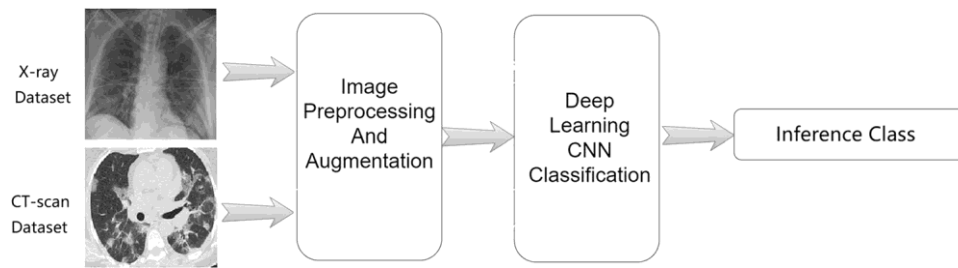 X-ray
Dataset
CT-scan
Dataset
Image
Preprocessing
And
Augmentation
Deep
Learning
CNN
Classification
Inference Class